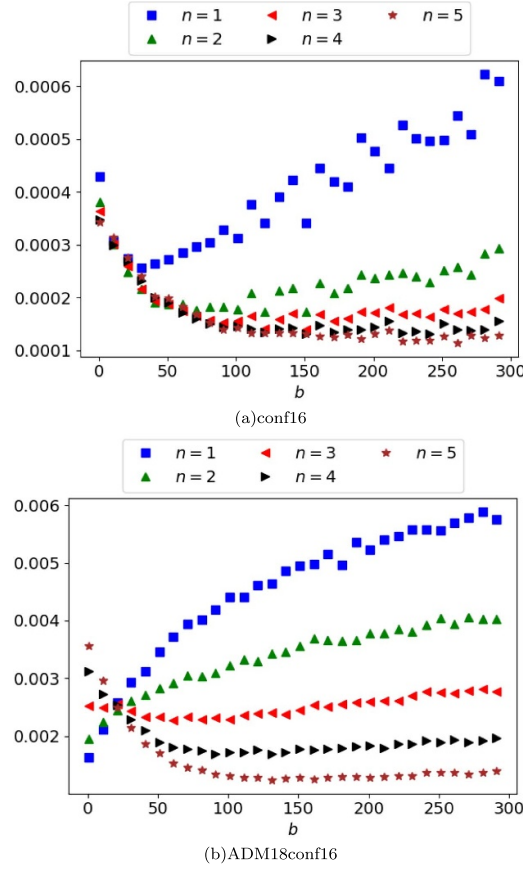 n = 1 n = 3 n = 5
n = 2 n = 4
0.0006
0.0005
0.0004
0.0003
0.0002
0.0001
0 50 100 150 200 250 300
b
(a)conf16
n = 1 n = 3 n = 5
n = 2 n = 4
0.006
0.005
0.004
0.003
0.002
0 50 100 150 200 250 300
b
(b)ADM18conf16